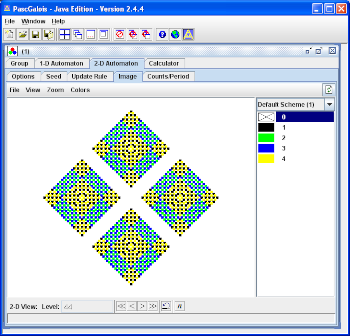 PascGalois - Java Edition - Version 2.4.4
File Window Help
(1)
Group 1-D Automaton 2-D Automaton Calculator
Options Seed Update Rule Image Counts/Period
File View Zoom Colors
Default Scheme (1)
0
1
2
3
4
2-D View: Level: 22
<< < > >>